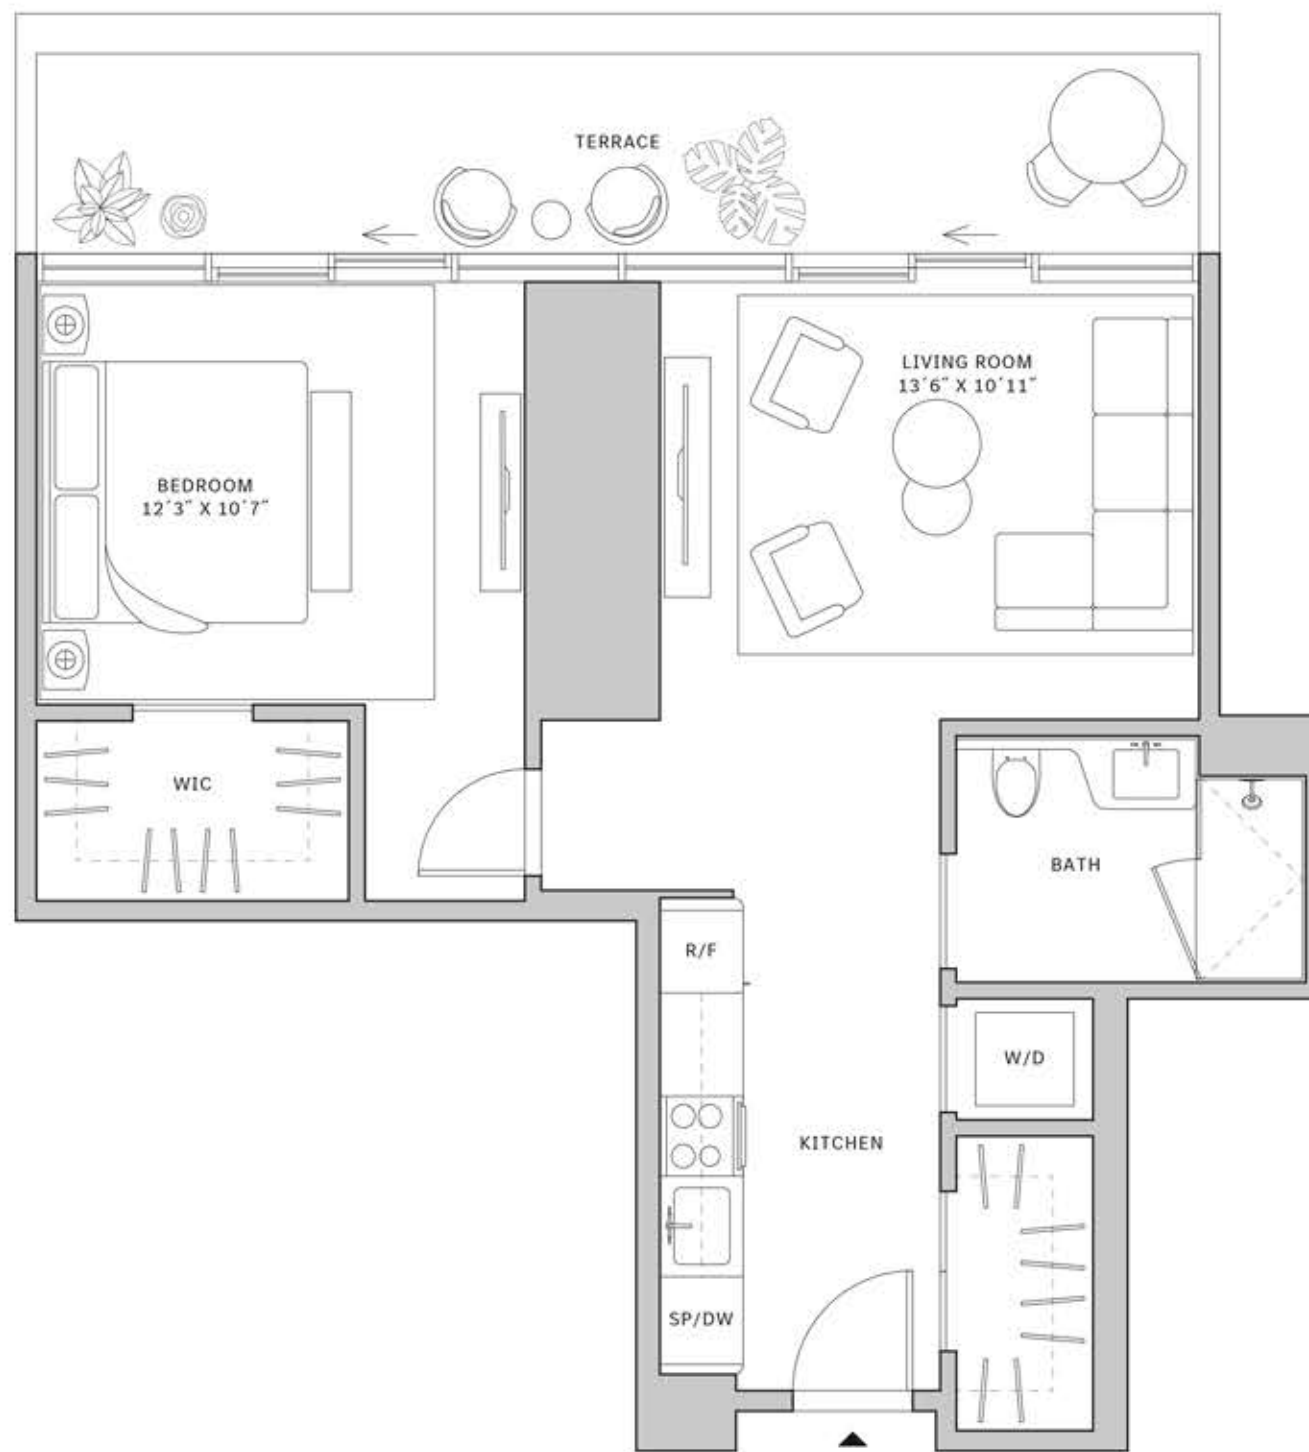 TERRACE
LIVING ROOM
13´6˝ X 10´11˝
BEDROOM
12´3˝ X 10´7˝
WIC
BATH
R/F
W/D
KITCHEN
SP/DW